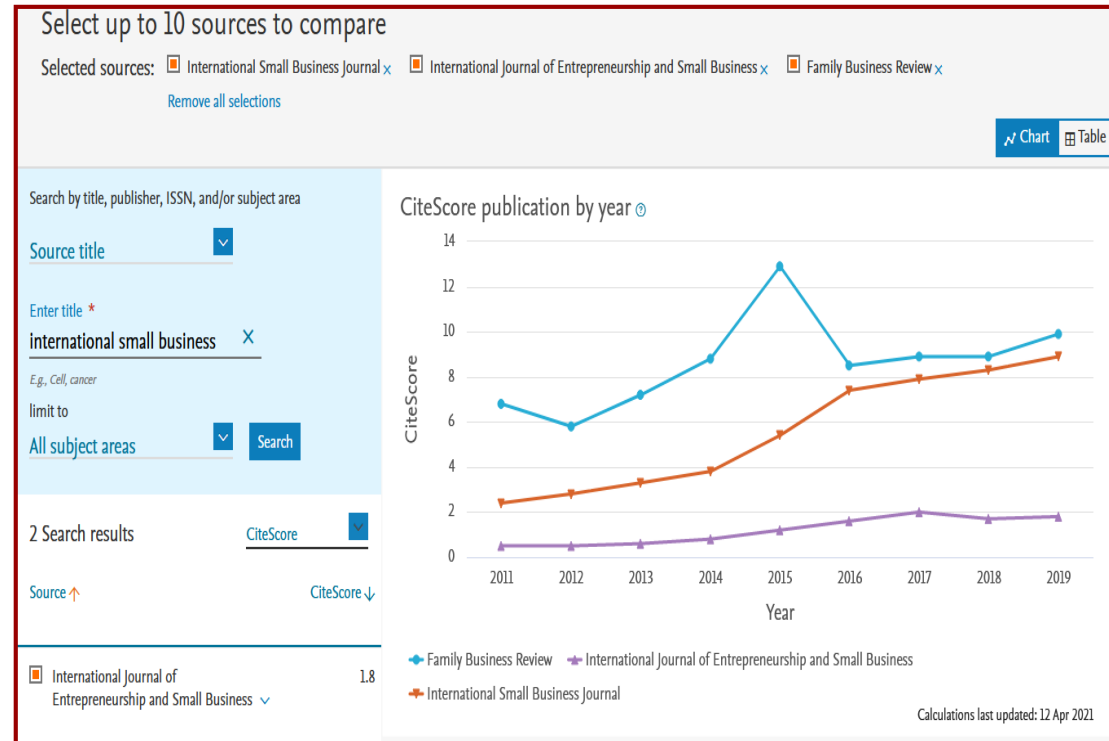 Select up to 10 sources to compare
Selected sources: International Small Business Journal x International Journal of Entrepreneurship and Small Business x Family Business Review x
Remove all selections
Chart Table
Search by title, publisher, ISSN, and/or subject area
Source title
Enter title *
international small business X
E.g., Cell, cancer
limit to
All subject areas Search
2 Search results CiteScore
Source ↑ CiteScore ↓
International Journal of 1.8
Entrepreneurship and Small Business
CiteScore publication by year ?
14
12
10
8
6
4
2
0
CiteScore
2011 2012 2013 2014 2015 2016 2017 2018 2019
Year
Family Business Review International Journal of Entrepreneurship and Small Business
International Small Business Journal
Calculations last updated: 12 Apr 2021